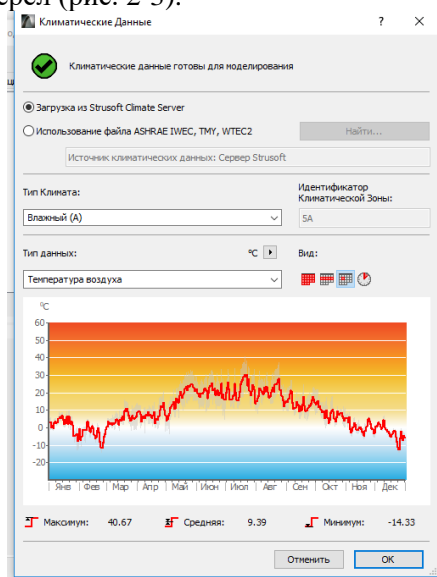 (рис. 2-3).
Климатические Данные ? ×
Климатические данные готовы для моделирования
Загрузка из Strusoft Climate Server
Использование файла ASHRAE IWEC, TMY, WTEC2
Найти...
Источник климатических данных: Сервер Strusoft
Тип Климата:
Идентификатор
Климатической Зоны:
Влажный (A)
5A
Тип данных:
°C
Вид:
Температура воздуха
°C
60
50
40
30
20
10
0
-10
-20
Янв Фев Мар Апр Май Июн Июл Авг Сен Окт Ноя Дек
Максимум: 40.67 Средняя: 9.39 Минимум: -14.33
Отменить OK